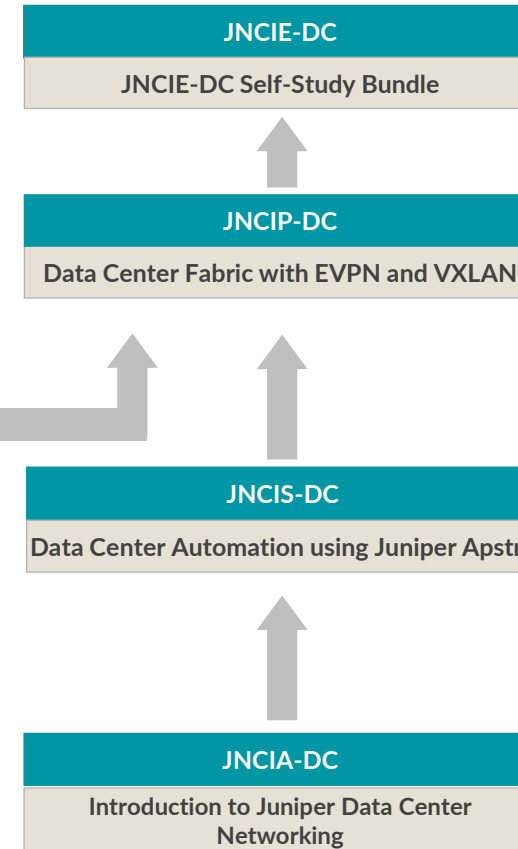 JNCIE-DC
JNCIE-DC Self-Study Bundle
JNCIP-DC
Data Center Fabric with EVPN and VXLAN
JNCIS-DC
Data Center Automation using Juniper Apst
JNCIA-DC
Introduction to Juniper Data Center
Networking